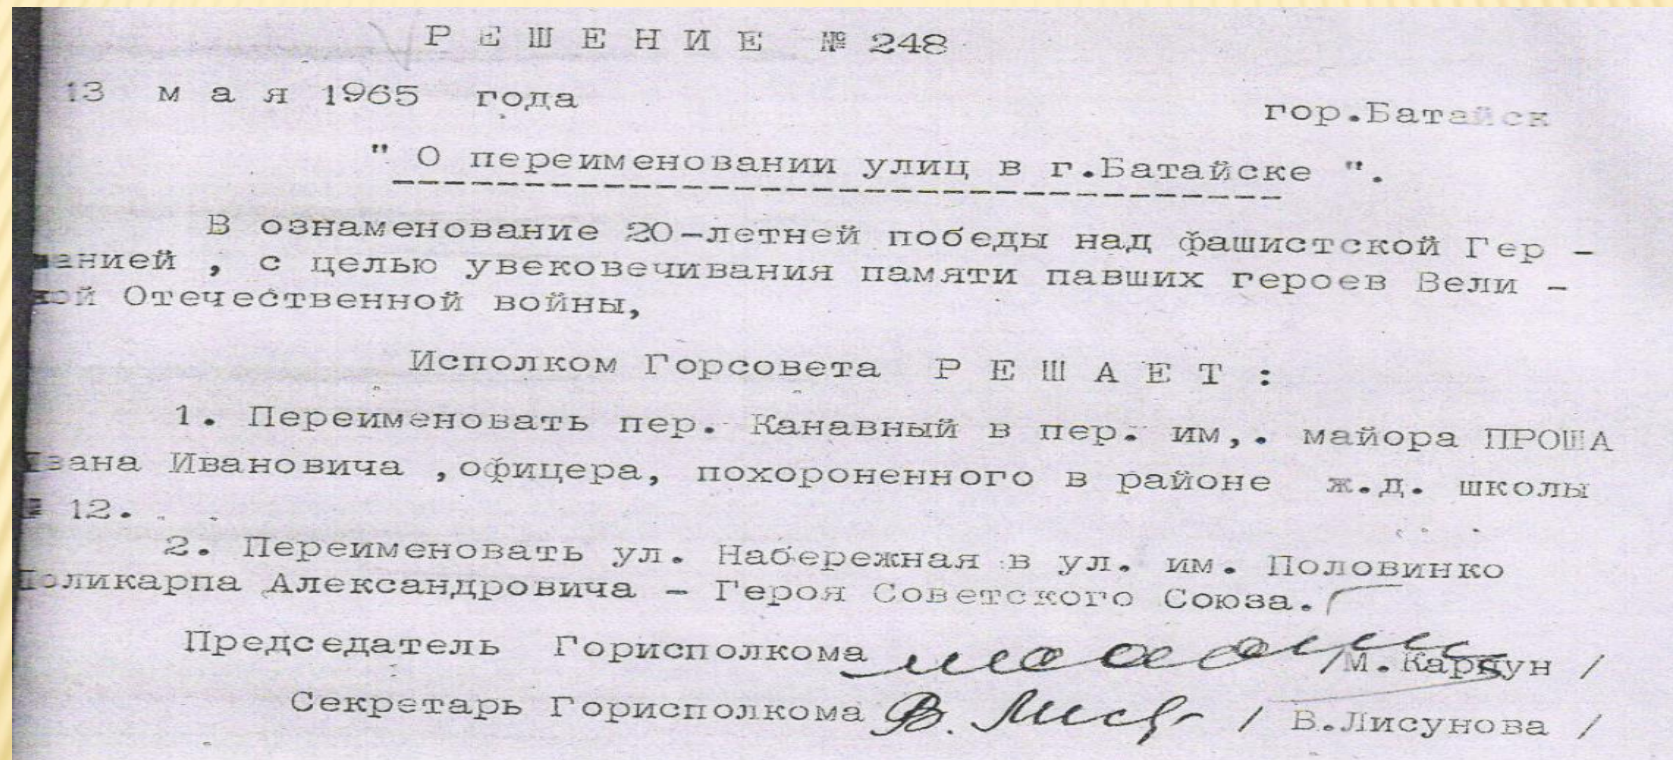 Р Е Ш Е Н И Е № 248
13 м а я 1965 года
гор.Батайск
" О переименовании улиц в г.Батайске ".
В ознаменование 20-летней победы над фашистской Гер -
манией , с целью увековечивания памяти павших героев Вели -
кой Отечественной войны,
Исполком Горсовета Р Е Ш А Е Т :
1. Переименовать пер. Канавный в пер. им,. майора ПРОША
Ивана Ивановича ,офицера, похороненного в районе ж.д. школы
№ 12.
2. Переименовать ул. Набережная в ул. им. Половинко
Поликарпа Александровича - Героя Советского Союза.
Председатель Горисполкома /М.Карпун /
Секретарь Горисполкома В. / В.Лисунова /